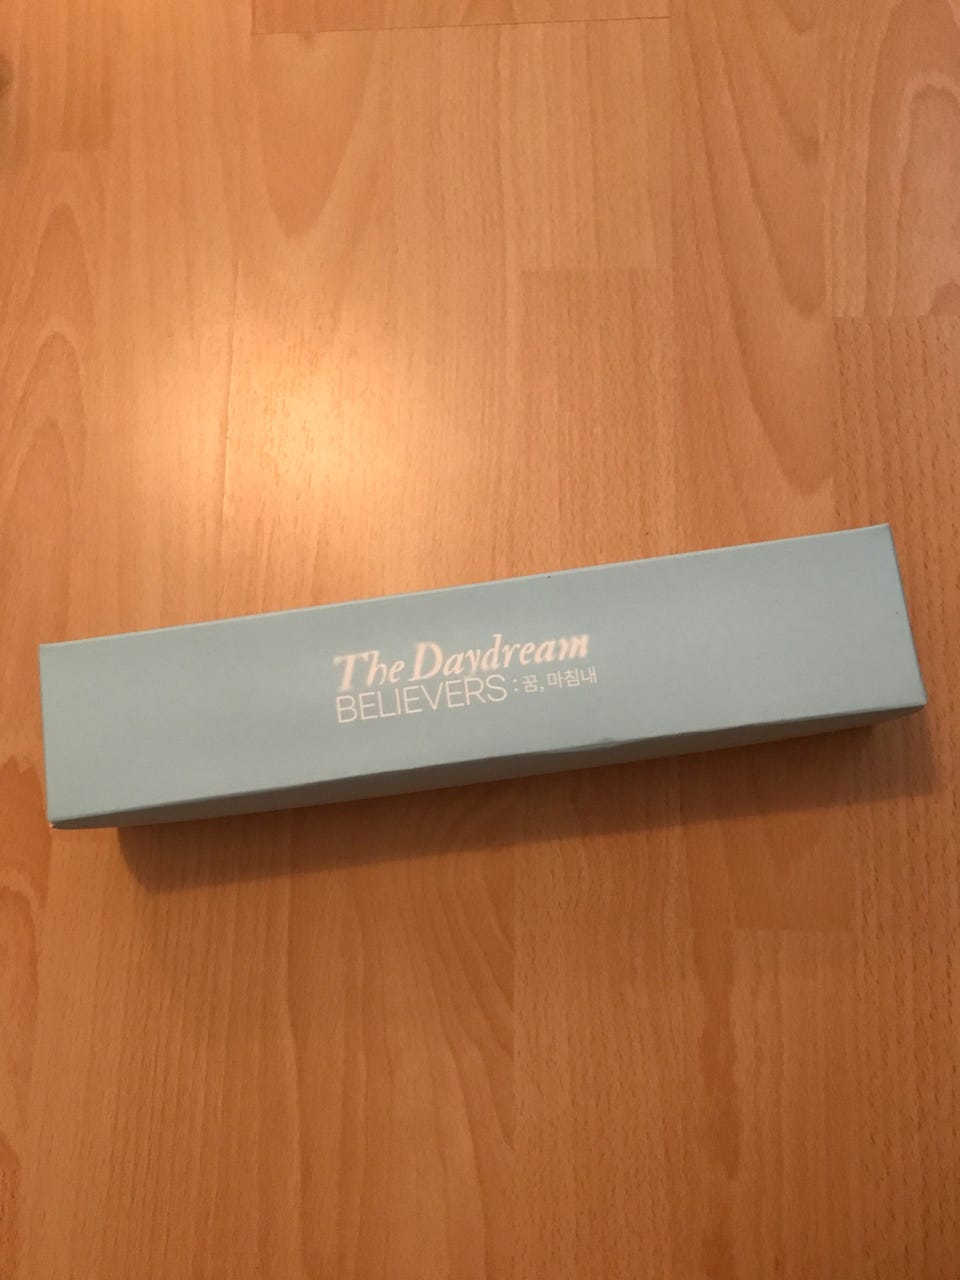 The Daydream
BELIEVERS : 꿈, 마침내